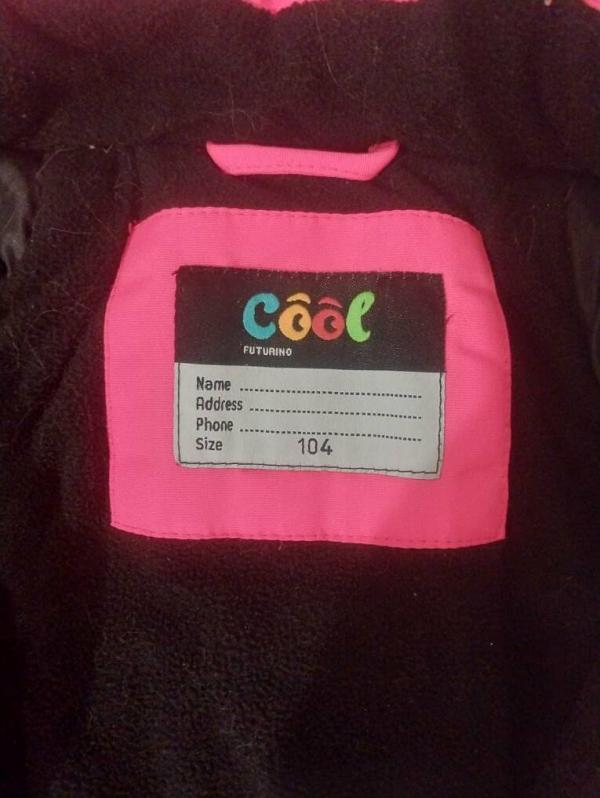 Cool
FUTURINO
Name
Address
Phone
Size 104